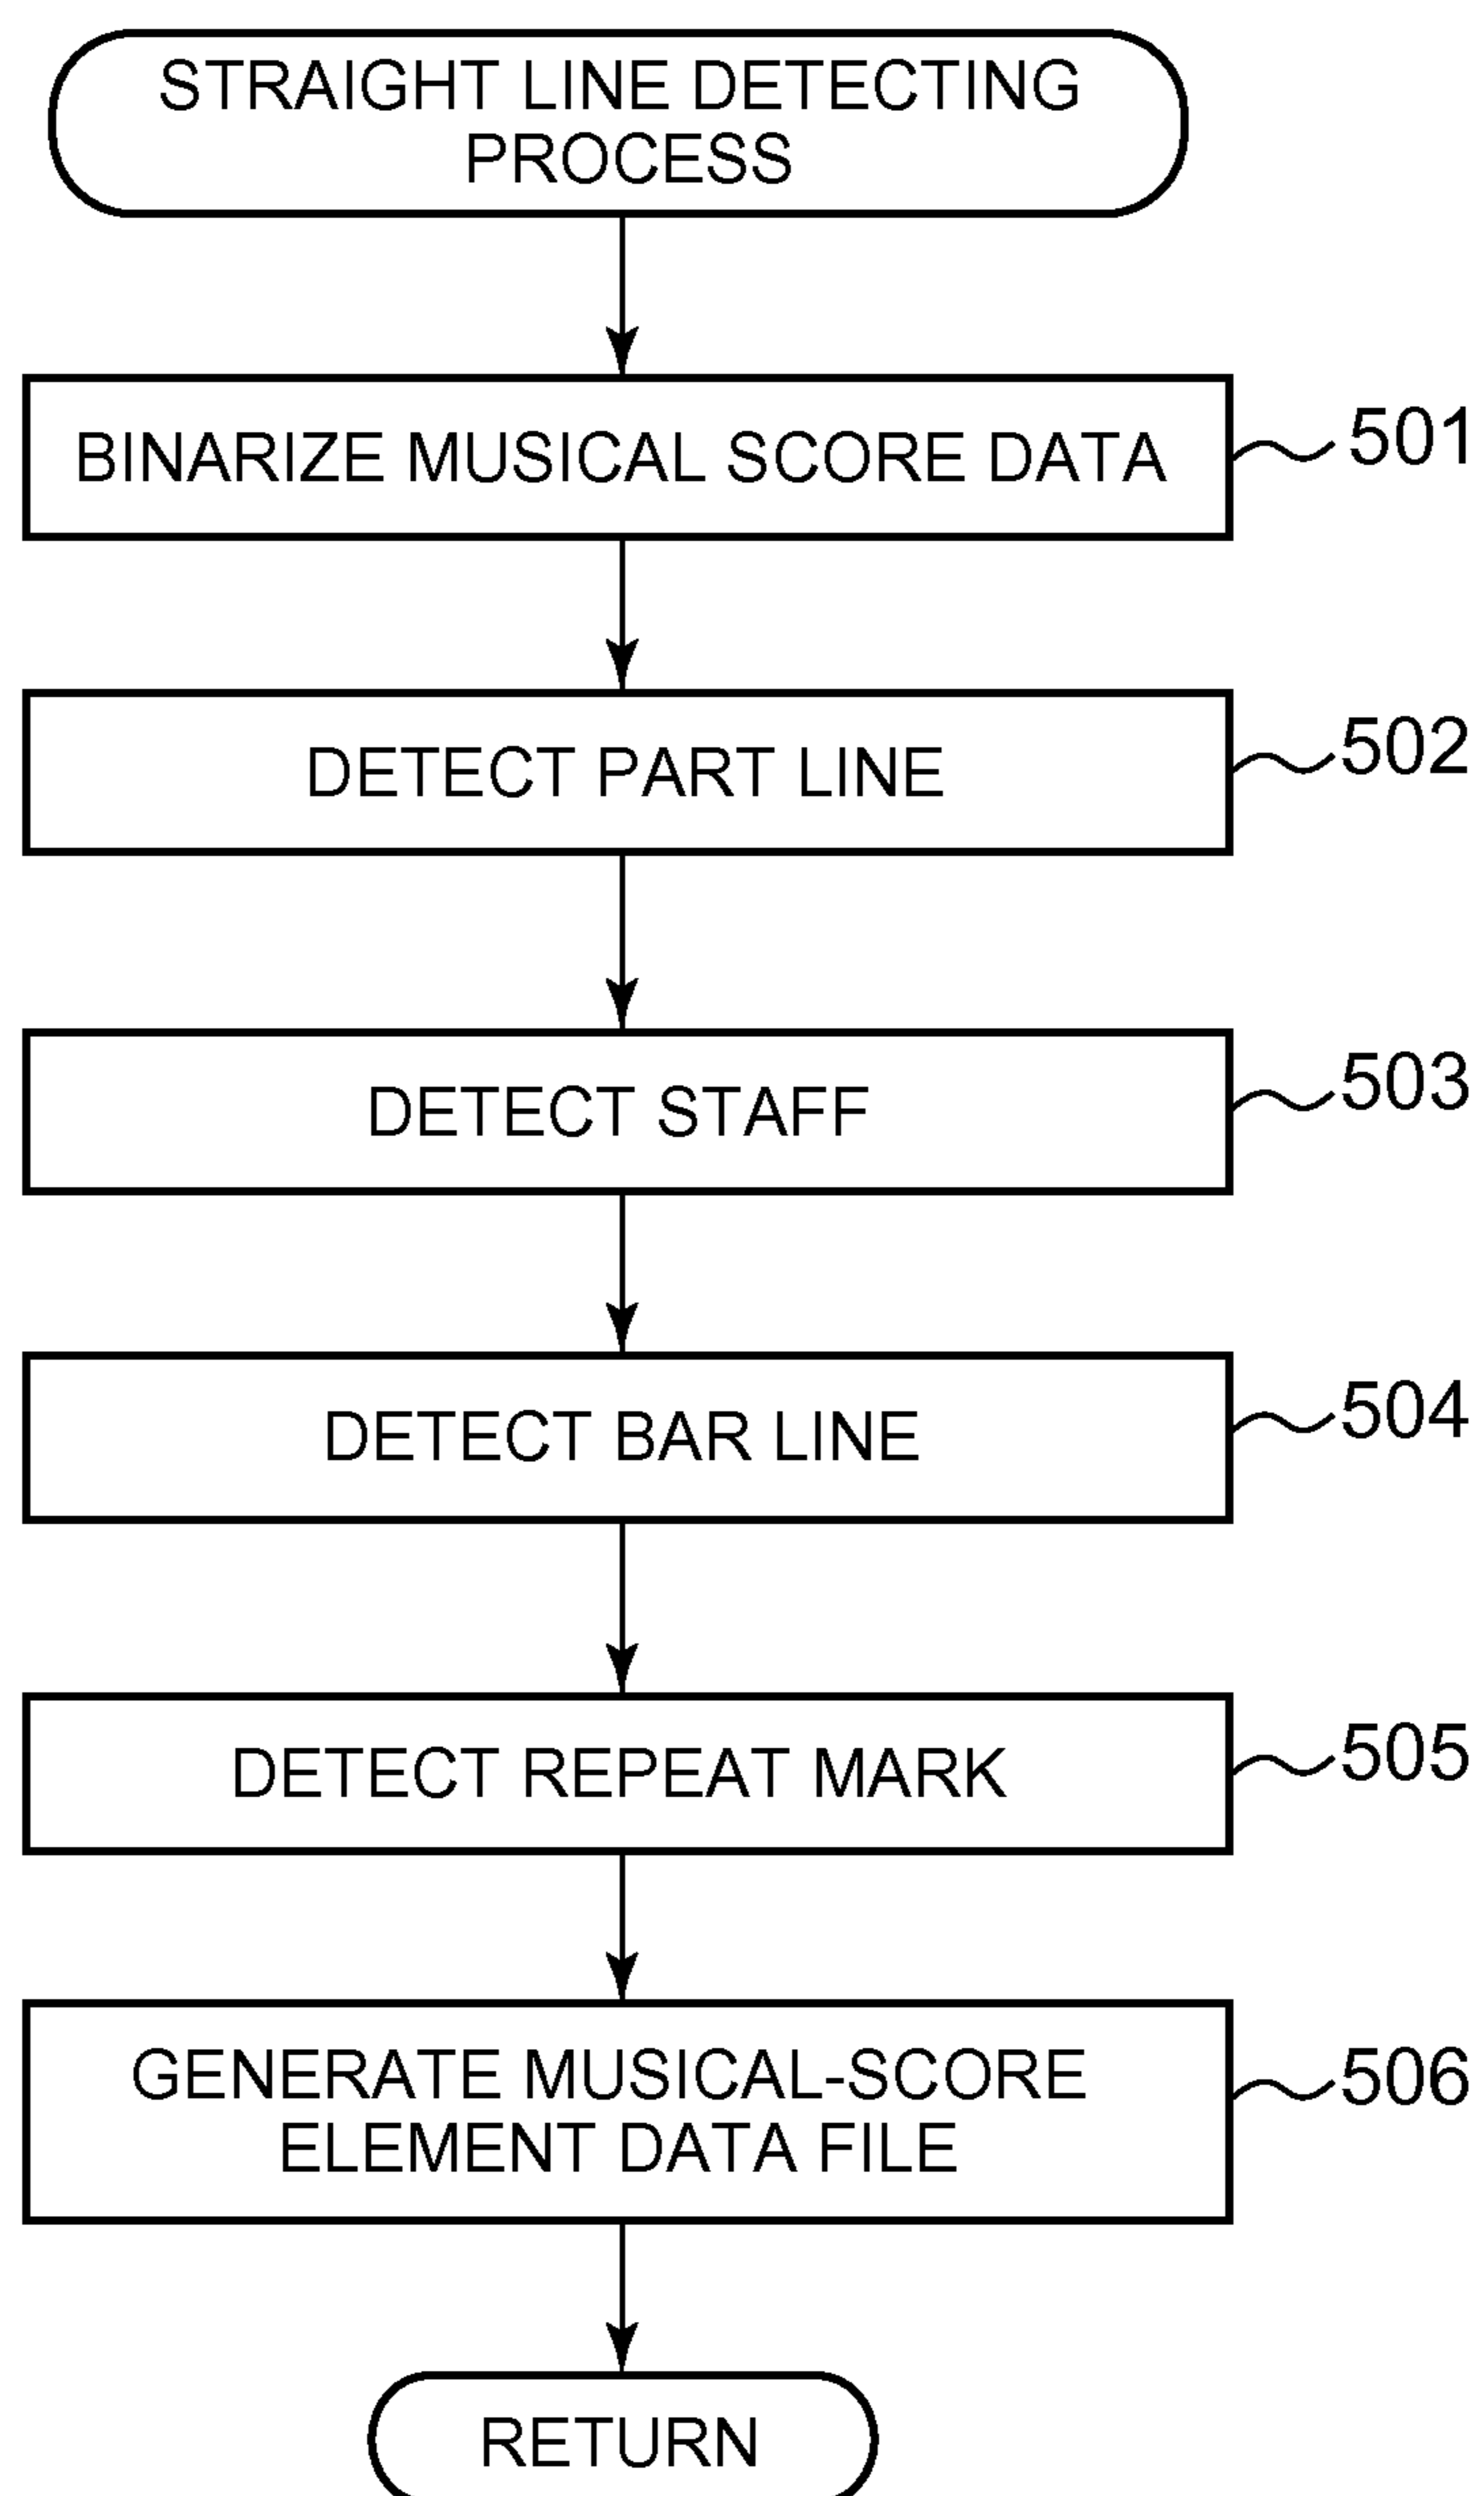 STRAIGHT LINE DETECTING
PROCESS
BINARIZE MUSICAL SCORE DATA
501
DETECT PART LINE
502
DETECT STAFF
503
DETECT BAR LINE
504
DETECT REPEAT MARK
505
GENERATE MUSICAL-SCORE
ELEMENT DATA FILE
506
RETURN